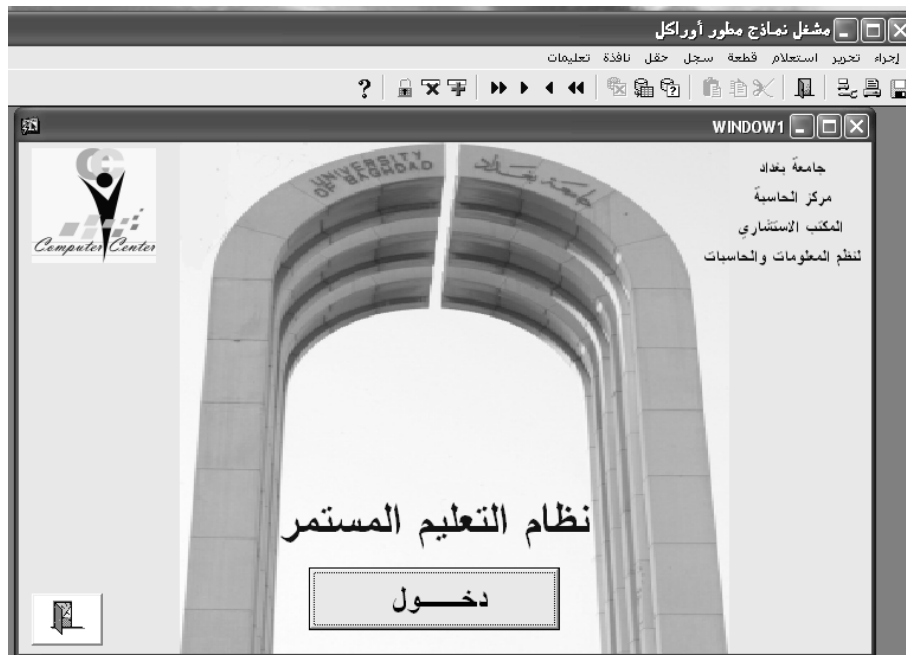 مشغل نماذج مطور أوراكل
إجراء تحرير استعلام قطعة سجل حقل نافذة تعليمات
WINDOW1
جامعة بغداد
مركز الحاسبة
المكتب الاستشاري
لنظم المعلومات والحاسبات
Computer Center
UNIVERSITY
OF BAGHDAD
جامعة بغداد
نظام التعليم المستمر
دخـــــول